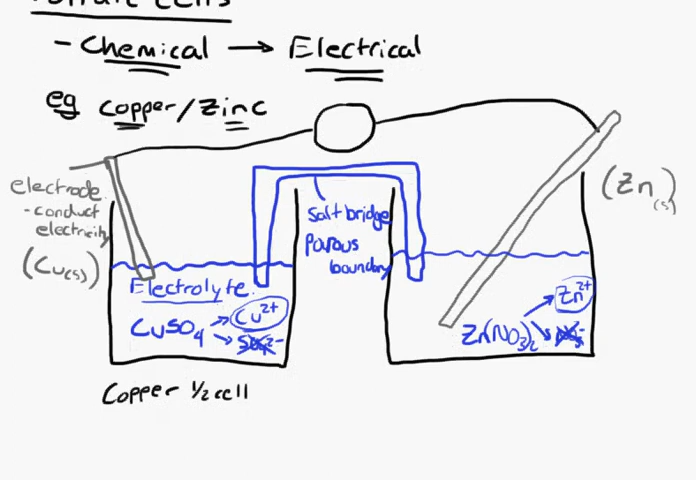 - Chemical → Electrical
eg copper/zinc
electrode
- conduct
electricity
(Cu(s))
salt bridge
Porous
boundary
(Zn(s))
Electrolyte.
CuSO4
Cu2+
Zn(NO3)2
Zn2+
Copper 1/2 cell